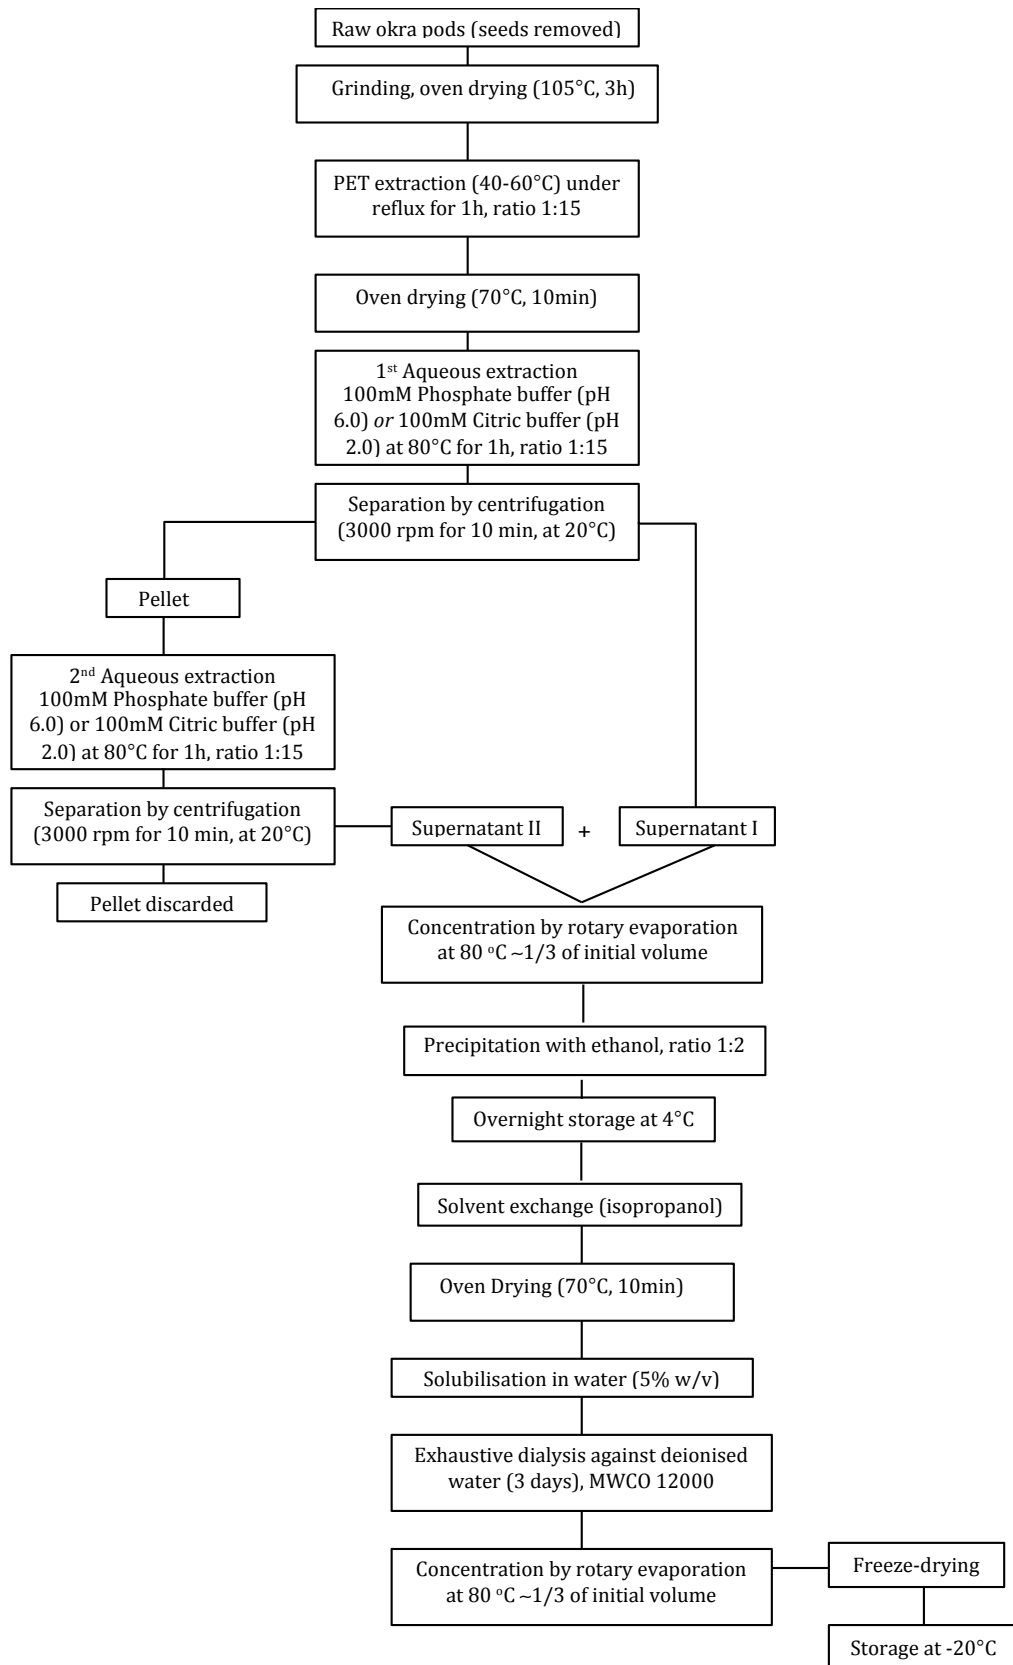 Raw okra pods (seeds removed)
Grinding, oven drying (105°C, 3h)
PET extraction (40-60°C) under
reflux for 1h, ratio 1:15
Oven drying (70°C, 10min)
1st Aqueous extraction
100mM Phosphate buffer (pH
6.0) or 100mM Citric buffer (pH
2.0) at 80°C for 1h, ratio 1:15
Separation by centrifugation
(3000 rpm for 10 min, at 20°C)
Pellet
2nd Aqueous extraction
100mM Phosphate buffer (pH
6.0) or 100mM Citric buffer (pH
2.0) at 80°C for 1h, ratio 1:15
Separation by centrifugation
(3000 rpm for 10 min, at 20°C)
Supernatant II
+
Supernatant I
Pellet discarded
Concentration by rotary evaporation
at 80 °C ~1/3 of initial volume
Precipitation with ethanol, ratio 1:2
Overnight storage at 4°C
Solvent exchange (isopropanol)
Oven Drying (70°C, 10min)
Solubilisation in water (5% w/v)
Exhaustive dialysis against deionised
water (3 days), MWCO 12000
Concentration by rotary evaporation
at 80 °C ~1/3 of initial volume
Freeze-drying
Storage at -20°C